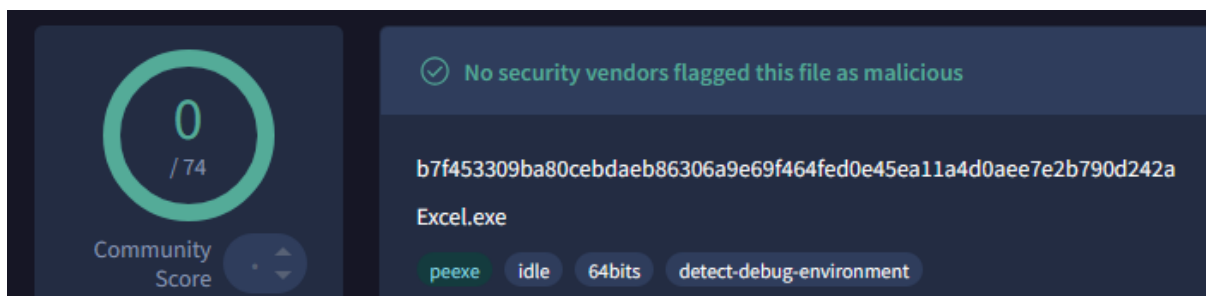 0
/ 74
Community
Score
No security vendors flagged this file as malicious
b7f453309ba80cebdaeb86306a9e69f464fed0e45ea11a4d0aee7e2b790d242a
Excel.exe
peexe idle 64bits detect-debug-environment